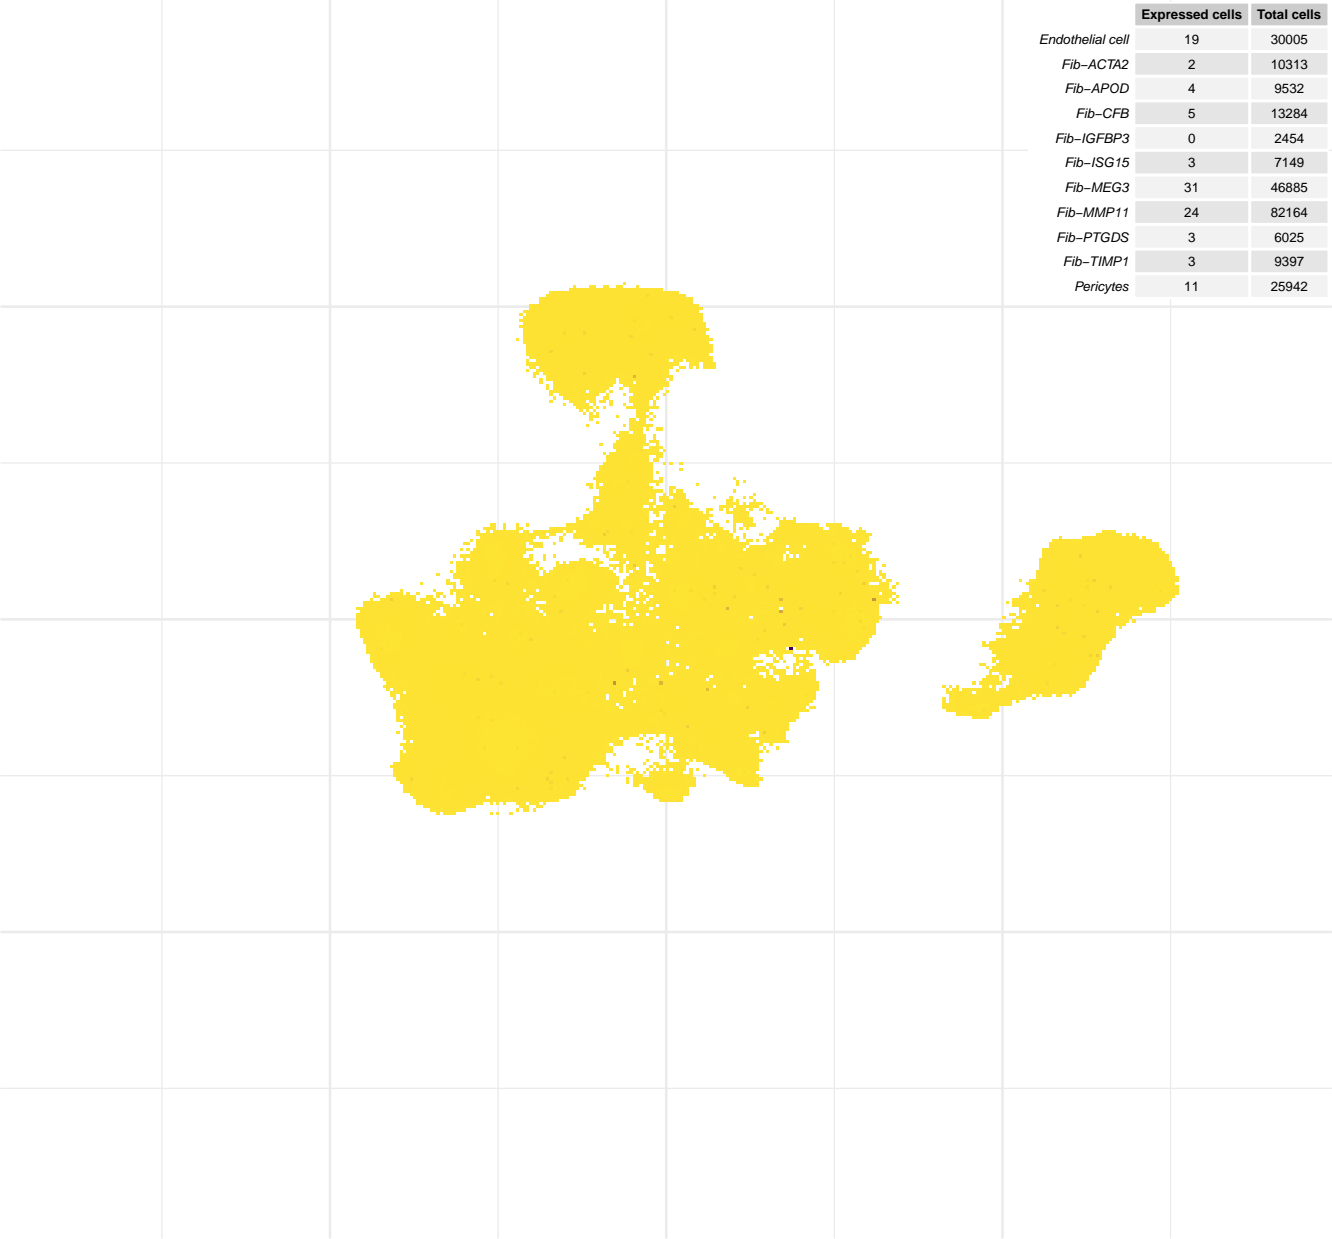 Expressed cells Total cells
Endothelial cell 19 30005
Fib−ACTA2 2 10313
Fib−APOD 4 9532
Fib−CFB 5 13284
Fib−IGFBP3 0 2454
Fib−ISG15 3 7149
Fib−MEG3 31 46885
Fib−MMP11 24 82164
Fib−PTGDS 3 6025
Fib−TIMP1 3 9397
Pericytes 11 25942